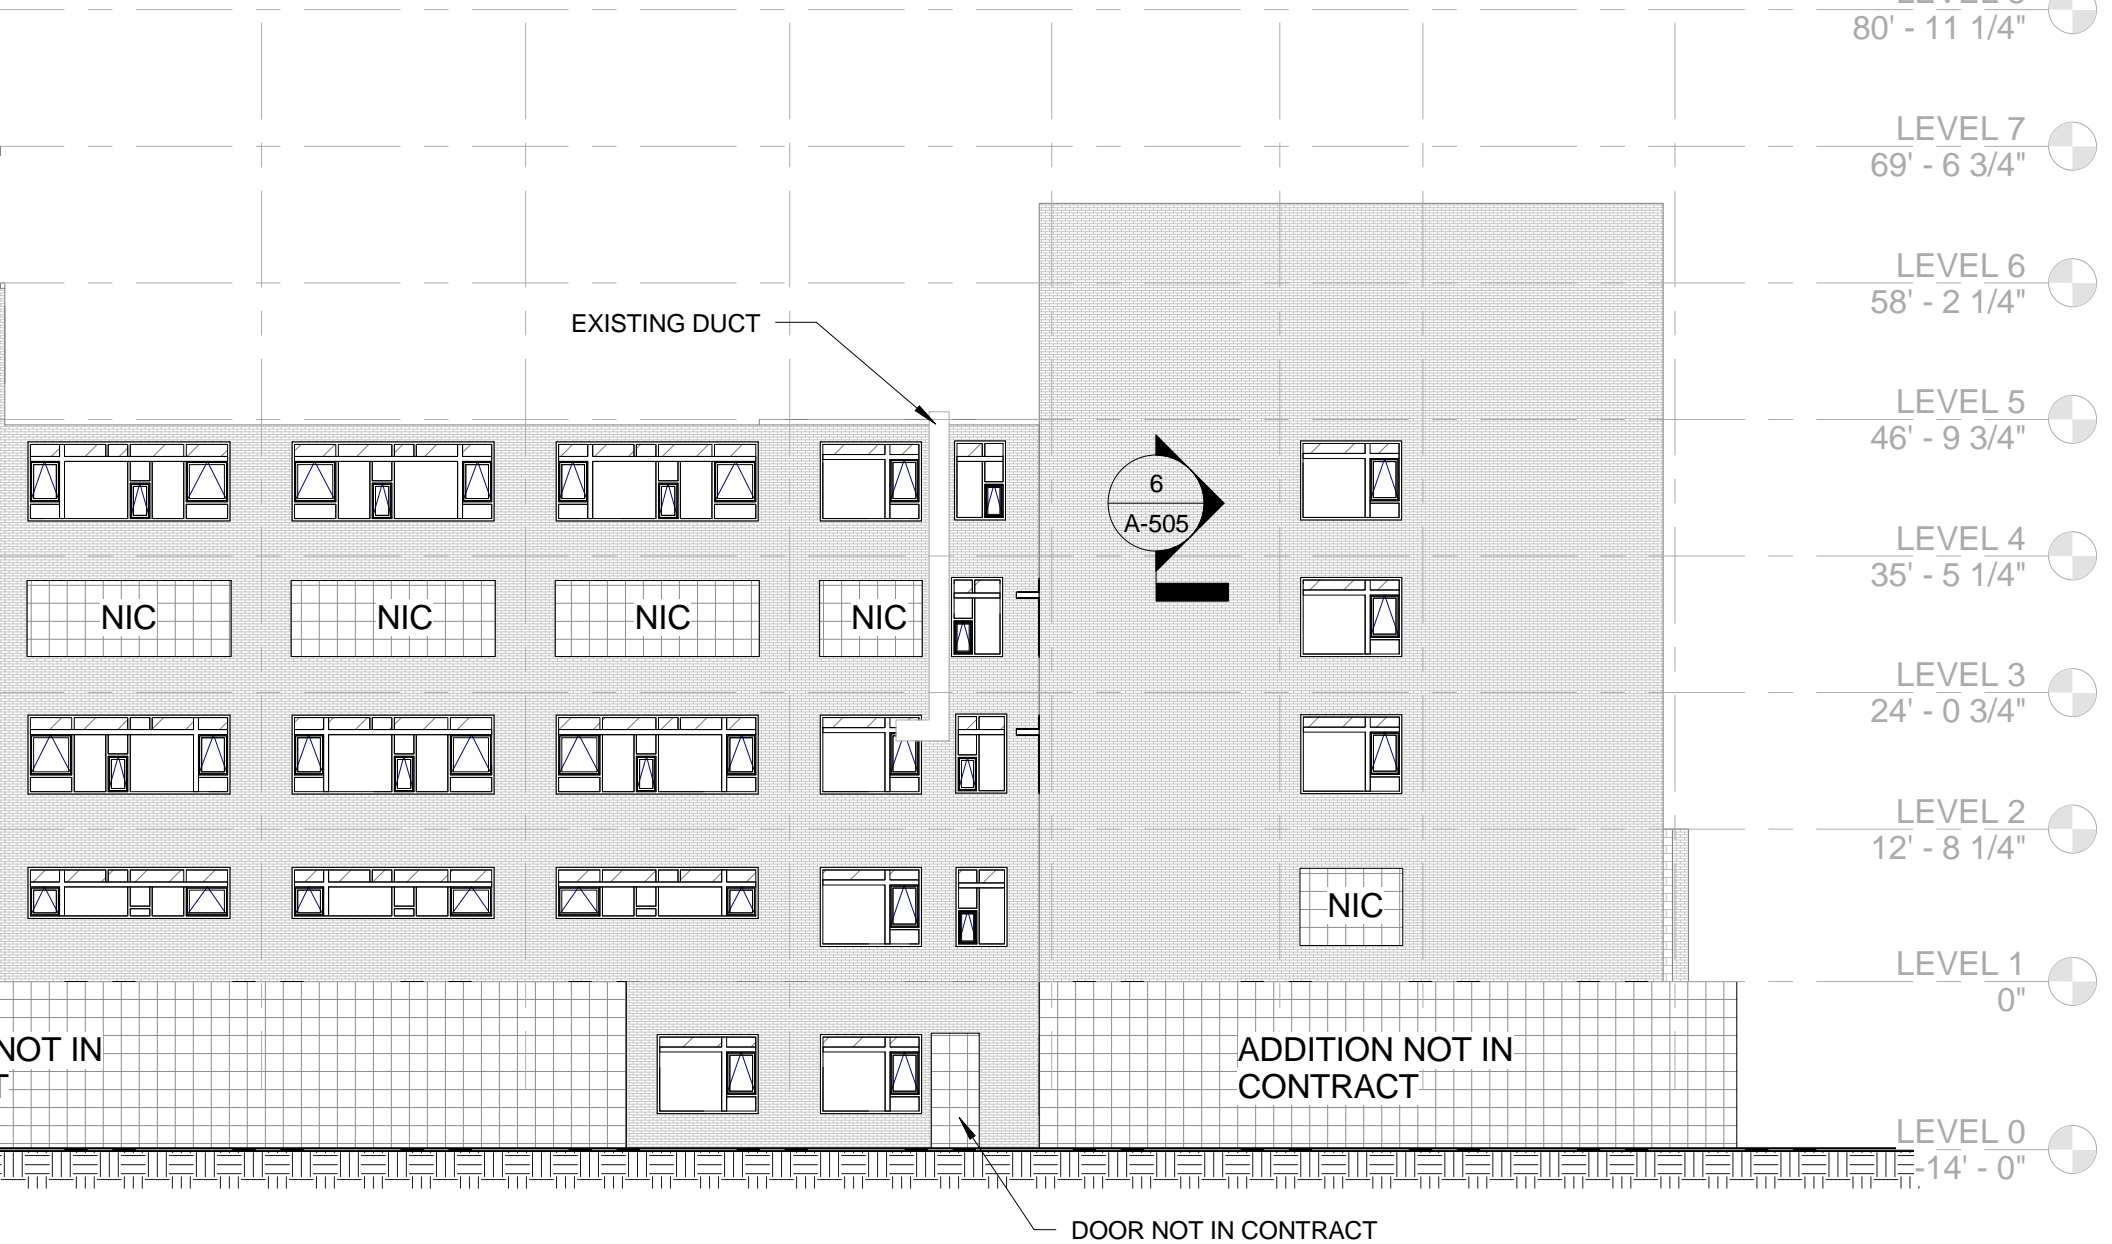 80' - 11 1/4"
LEVEL 7
69' - 6 3/4"
LEVEL 6
58' - 2 1/4"
EXISTING DUCT
LEVEL 5
46' - 9 3/4"
6
A-505
LEVEL 4
35' - 5 1/4"
NIC
NIC
NIC
NIC
LEVEL 3
24' - 0 3/4"
LEVEL 2
12' - 8 1/4"
NIC
LEVEL 1
0"
NOT IN
ADDITION NOT IN
CONTRACT
LEVEL 0
-14' - 0"
DOOR NOT IN CONTRACT